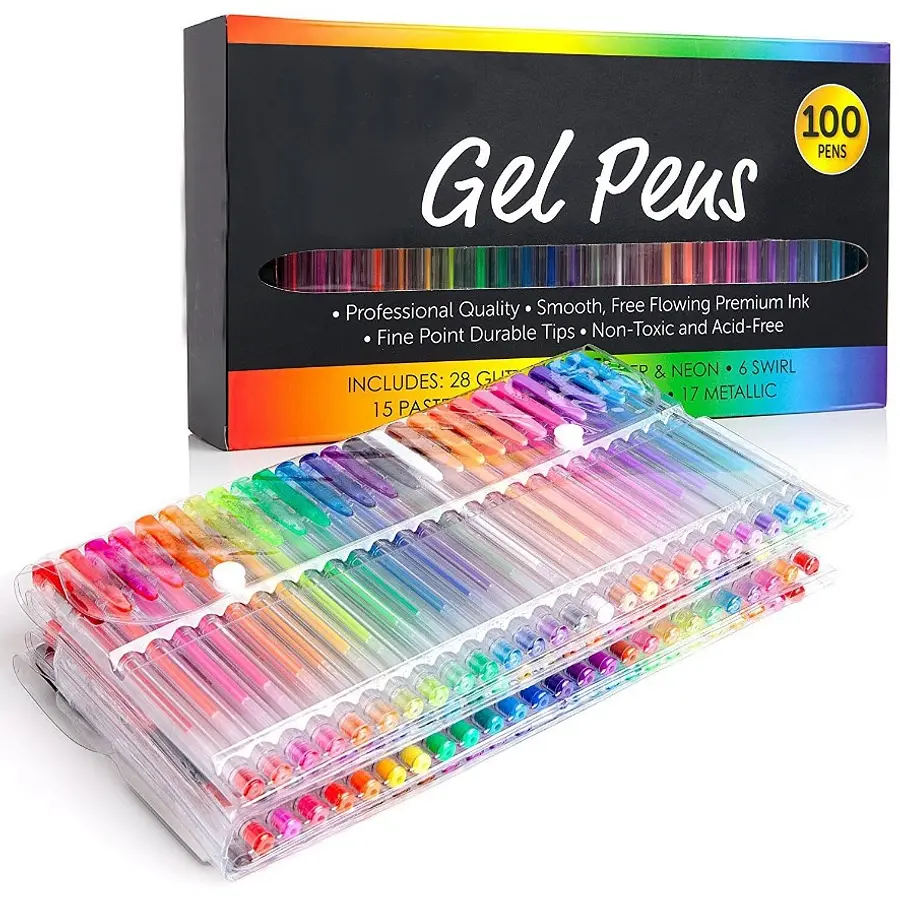 100
PENS
Gel Pens
• Professional Quality • Smooth, Free Flowing Premium Ink
• Fine Point Durable Tips • Non-Toxic and Acid-Free
INCLUDES: 28 & NEON • 6 SWIRL
15 • 17 METALLIC